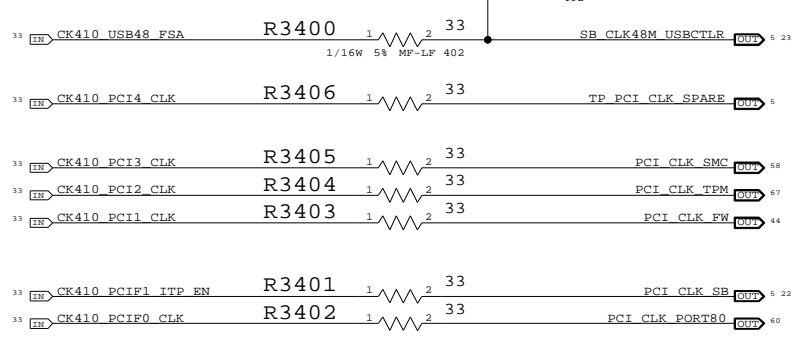 33 IN CK410_USB48_FSA R3400 1 2 33 SB_CLK48M_USBCTLR OUT 5 23
1/16W 5% MF-LF 402
33 IN CK410_PCI4_CLK R3406 1 2 33 TP_PCI_CLK_SPARE OUT 5
33 IN CK410_PCI3_CLK R3405 1 2 33 PCI_CLK_SMC OUT 58
33 IN CK410_PCI2_CLK R3404 1 2 33 PCI_CLK_TPM OUT 67
33 IN CK410_PCI1_CLK R3403 1 2 33 PCI_CLK_FW OUT 44
33 IN CK410_PCIF1_ITP_EN R3401 1 2 33 PCI_CLK_SB OUT 5 22
33 IN CK410_PCIF0_CLK R3402 1 2 33 PCI_CLK_PORT80 OUT 60